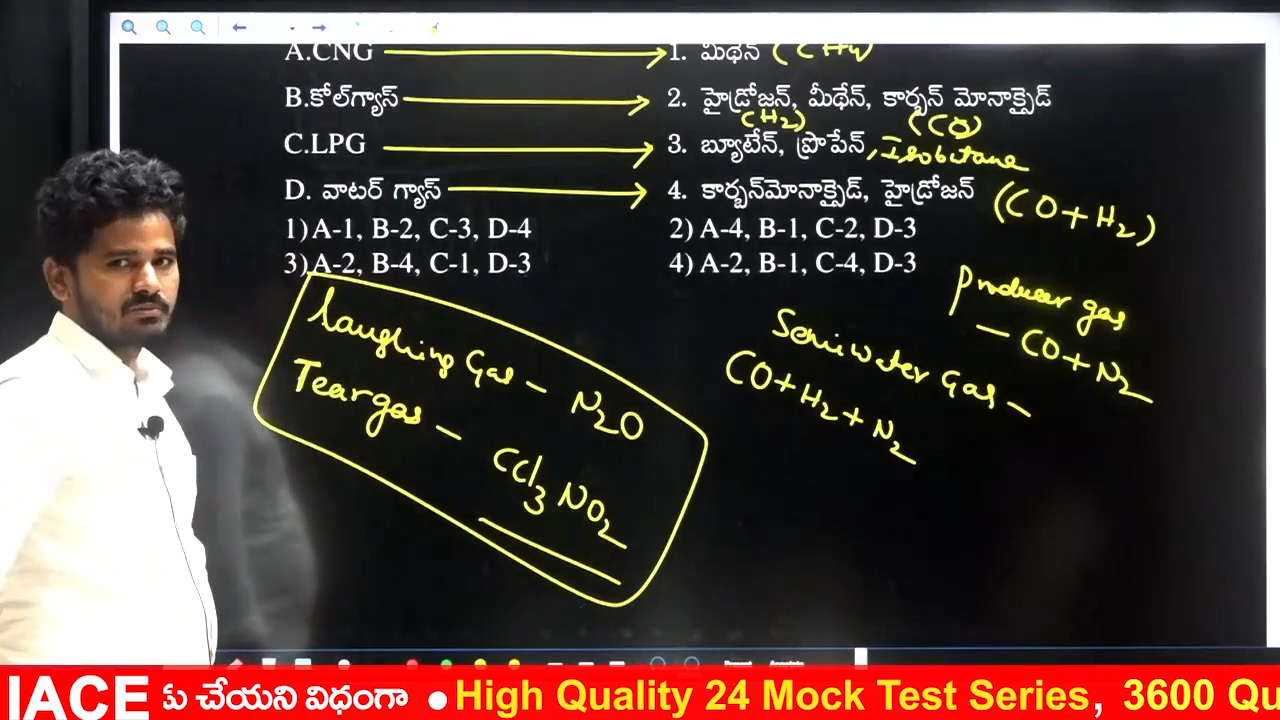 A.CNG → 1. మిథేన్ (CH4)
B.కోల్‌గ్యాస్ → 2. హైడ్రోజన్, మీథేన్, కార్బన్ మోనాక్సైడ్
(H2) (CO)
C.LPG → 3. బ్యూటేన్, ప్రొపేన్, Isobutane
D. వాటర్ గ్యాస్ → 4. కార్బన్‌మోనాక్సైడ్, హైడ్రోజన్ (CO+H2)
1) A-1, B-2, C-3, D-4 2) A-4, B-1, C-2, D-3
3) A-2, B-4, C-1, D-3 4) A-2, B-1, C-4, D-3
Laughing Gas – N2O
Teargas – CCl3NO2
Producer gas
– CO+N2
Semiwater Gas –
CO+H2+N2
IACE ఏ చేయని విధంగా ● High Quality 24 Mock Test Series, 3600 Qu